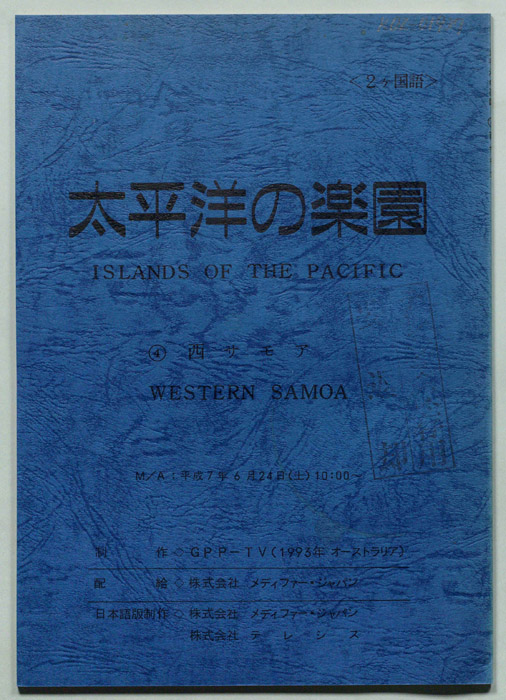 <2ヶ国語>
太平洋の楽園
ISLANDS OF THE PACIFIC
④ 西サモア
WESTERN SAMOA
M/A:平成7年6月24日(土)10:00~
制 作◇GPP-TV(1993年 オーストラリア)
配 給◇株式会社 メディファー・ジャパン
日本語版制作◇株式会社 メディファー・ジャパン
株式会社 テレシス